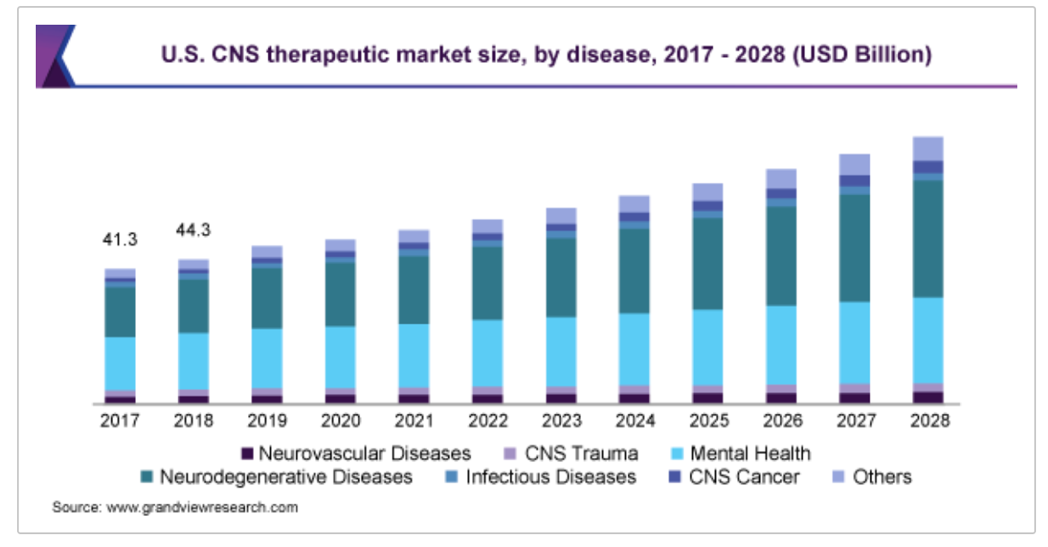 U.S. CNS therapeutic market size, by disease, 2017 - 2028 (USD Billion)
41.3
44.3
2017 2018 2019 2020 2021 2022 2023 2024 2025 2026 2027 2028
Neurovascular Diseases CNS Trauma Mental Health
Neurodegenerative Diseases Infectious Diseases CNS Cancer Others
Source: www.grandviewresearch.com